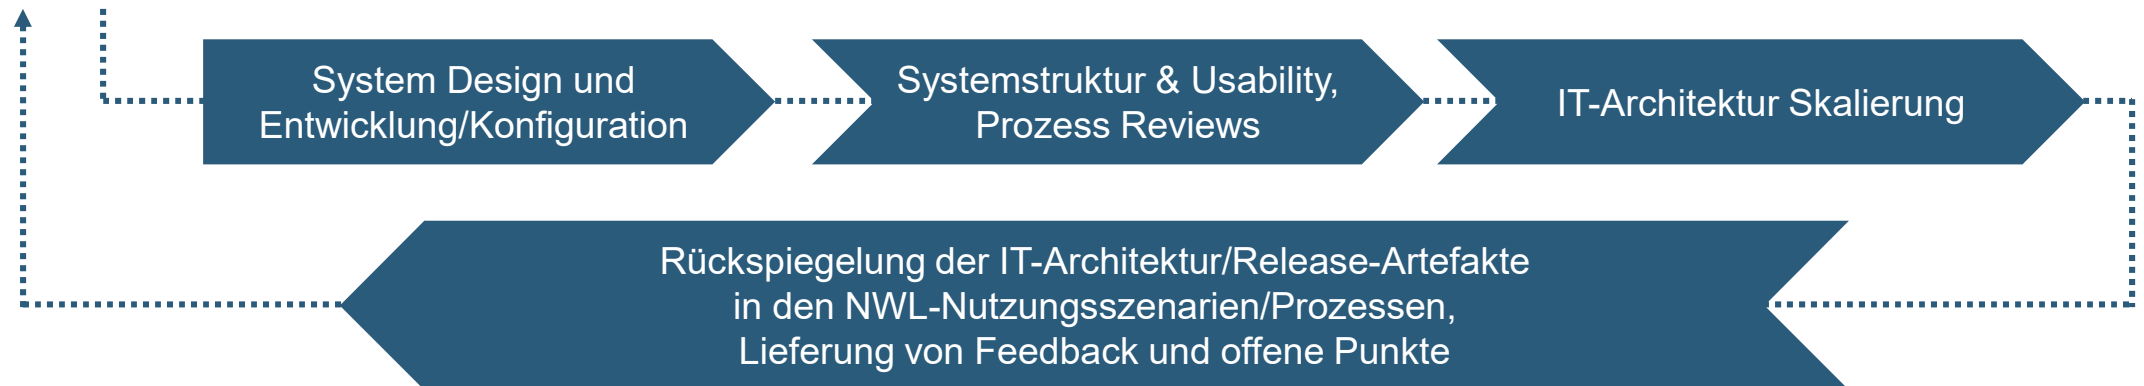 System Design und
Entwicklung/Konfiguration
Systemstruktur & Usability,
Prozess Reviews
IT-Architektur Skalierung
Rückspiegelung der IT-Architektur/Release-Artefakte
in den NWL-Nutzungsszenarien/Prozessen,
Lieferung von Feedback und offene Punkte